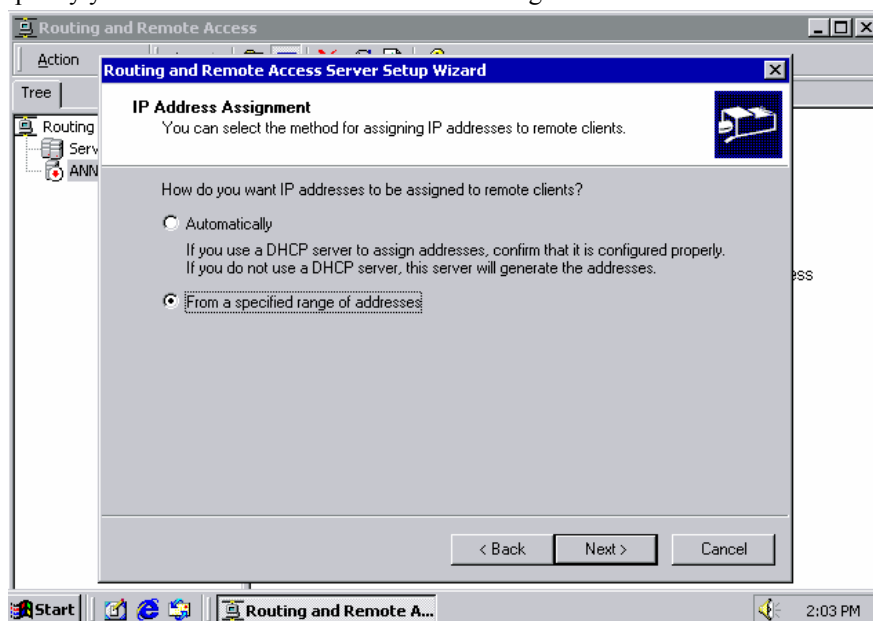 Routing and Remote Access
Action
Tree
Routing
Serv
ANN
Routing and Remote Access Server Setup Wizard
IP Address Assignment
You can select the method for assigning IP addresses to remote clients.
How do you want IP addresses to be assigned to remote clients?
Automatically
If you use a DHCP server to assign addresses, confirm that it is configured properly.
If you do not use a DHCP server, this server will generate the addresses.
From a specified range of addresses
ess
< Back
Next >
Cancel
Start
Routing and Remote A...
2:03 PM